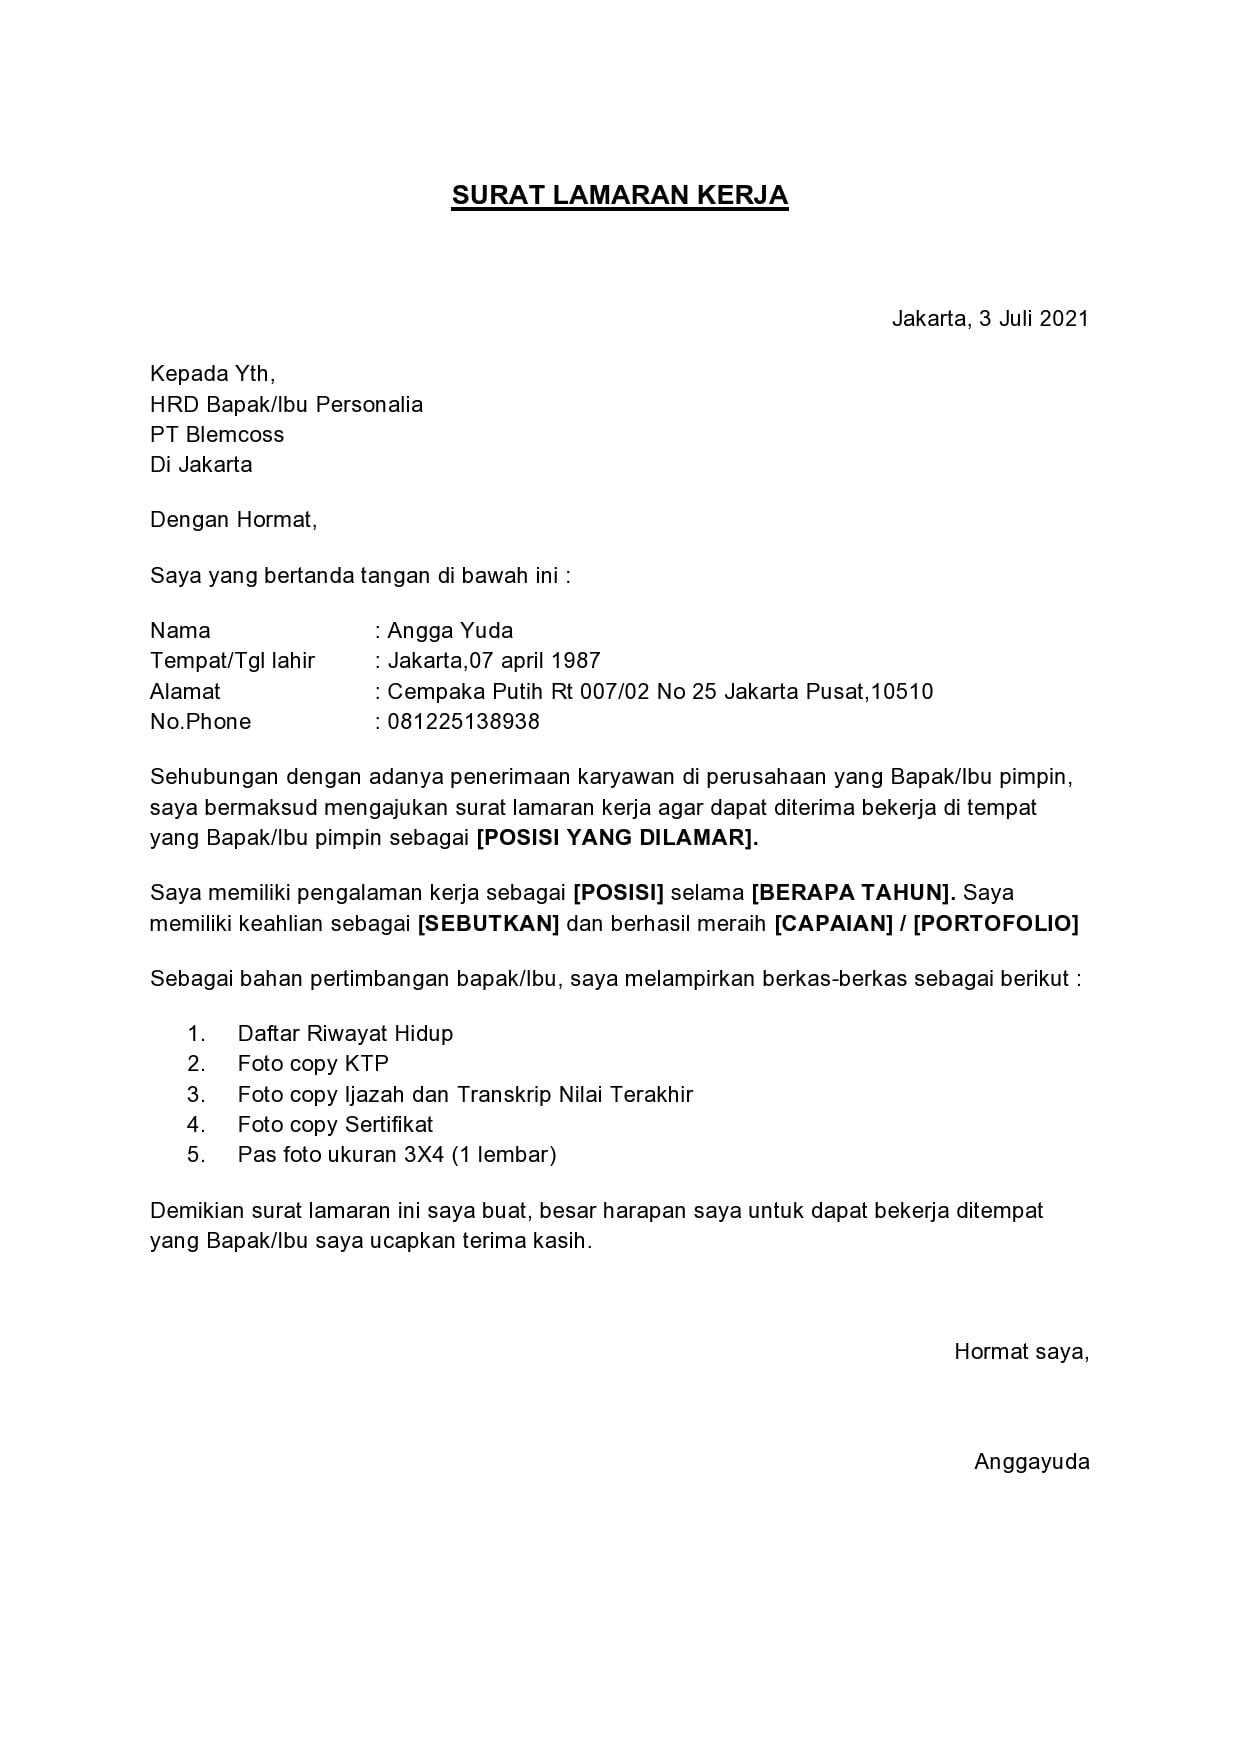 SURAT LAMARAN KERJA
Jakarta, 3 Juli 2021
Kepada Yth,
HRD Bapak/Ibu Personalia
PT Blemcoss
Di Jakarta
Dengan Hormat,
Saya yang bertanda tangan di bawah ini :
Nama : Angga Yuda
Tempat/Tgl lahir : Jakarta,07 april 1987
Alamat : Cempaka Putih Rt 007/02 No 25 Jakarta Pusat,10510
No.Phone : 081225138938
Sehubungan dengan adanya penerimaan karyawan di perusahaan yang Bapak/Ibu pimpin,
saya bermaksud mengajukan surat lamaran kerja agar dapat diterima bekerja di tempat
yang Bapak/Ibu pimpin sebagai [POSISI YANG DILAMAR].
Saya memiliki pengalaman kerja sebagai [POSISI] selama [BERAPA TAHUN]. Saya
memiliki keahlian sebagai [SEBUTKAN] dan berhasil meraih [CAPAIAN] / [PORTOFOLIO]
Sebagai bahan pertimbangan bapak/Ibu, saya melampirkan berkas-berkas sebagai berikut :
1. Daftar Riwayat Hidup
2. Foto copy KTP
3. Foto copy Ijazah dan Transkrip Nilai Terakhir
4. Foto copy Sertifikat
5. Pas foto ukuran 3X4 (1 lembar)
Demikian surat lamaran ini saya buat, besar harapan saya untuk dapat bekerja ditempat
yang Bapak/Ibu saya ucapkan terima kasih.
Hormat saya,
Anggayuda